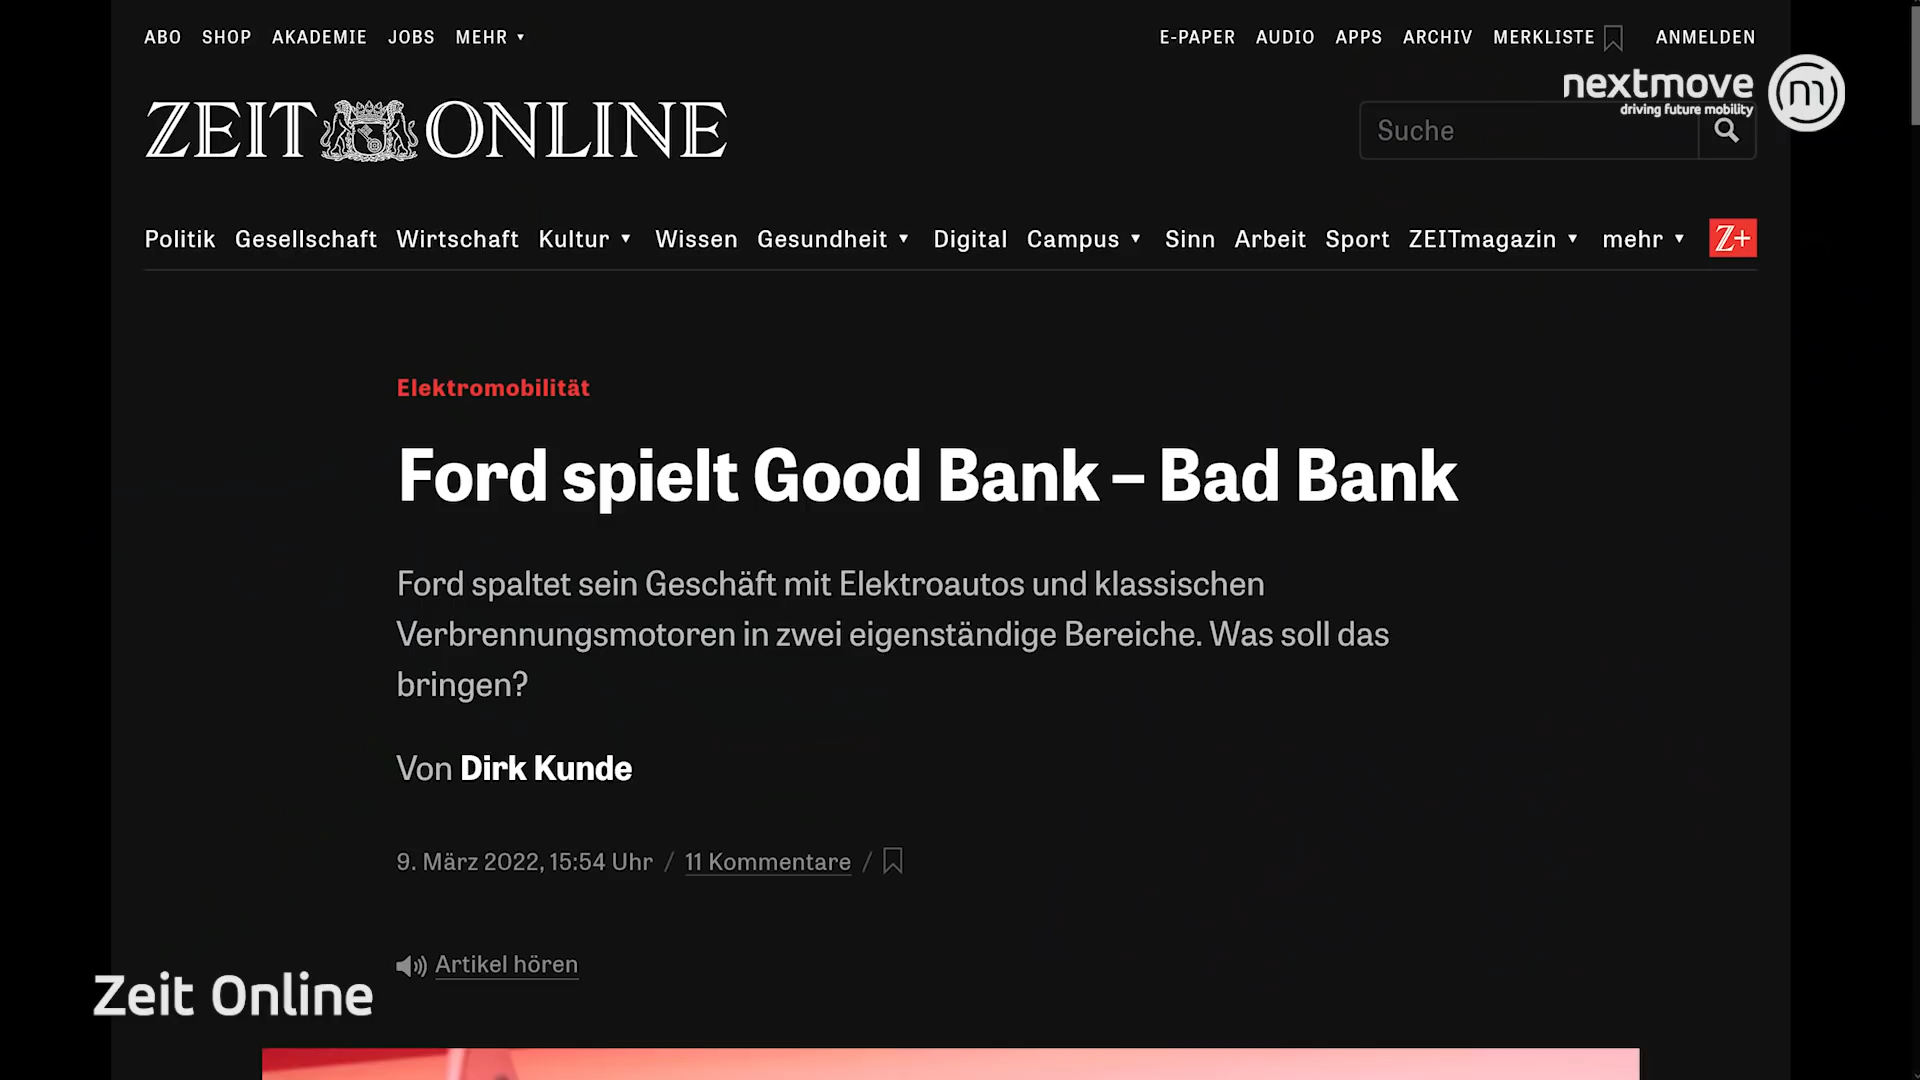 ABO SHOP AKADEMIE JOBS MEHR ▼
E-PAPER AUDIO APPS ARCHIV MERKLISTE ANMELDEN
nextmove
driving future mobility
ZEIT ONLINE
Suche
Politik Gesellschaft Wirtschaft Kultur ▼ Wissen Gesundheit ▼ Digital Campus ▼ Sinn Arbeit Sport ZEITmagazin ▼ mehr ▼ Z+
Elektromobilität
Ford spielt Good Bank – Bad Bank
Ford spaltet sein Geschäft mit Elektroautos und klassischen
Verbrennungsmotoren in zwei eigenständige Bereiche. Was soll das
bringen?
Von Dirk Kunde
9. März 2022, 15:54 Uhr / 11 Kommentare /
Artikel hören
Zeit Online